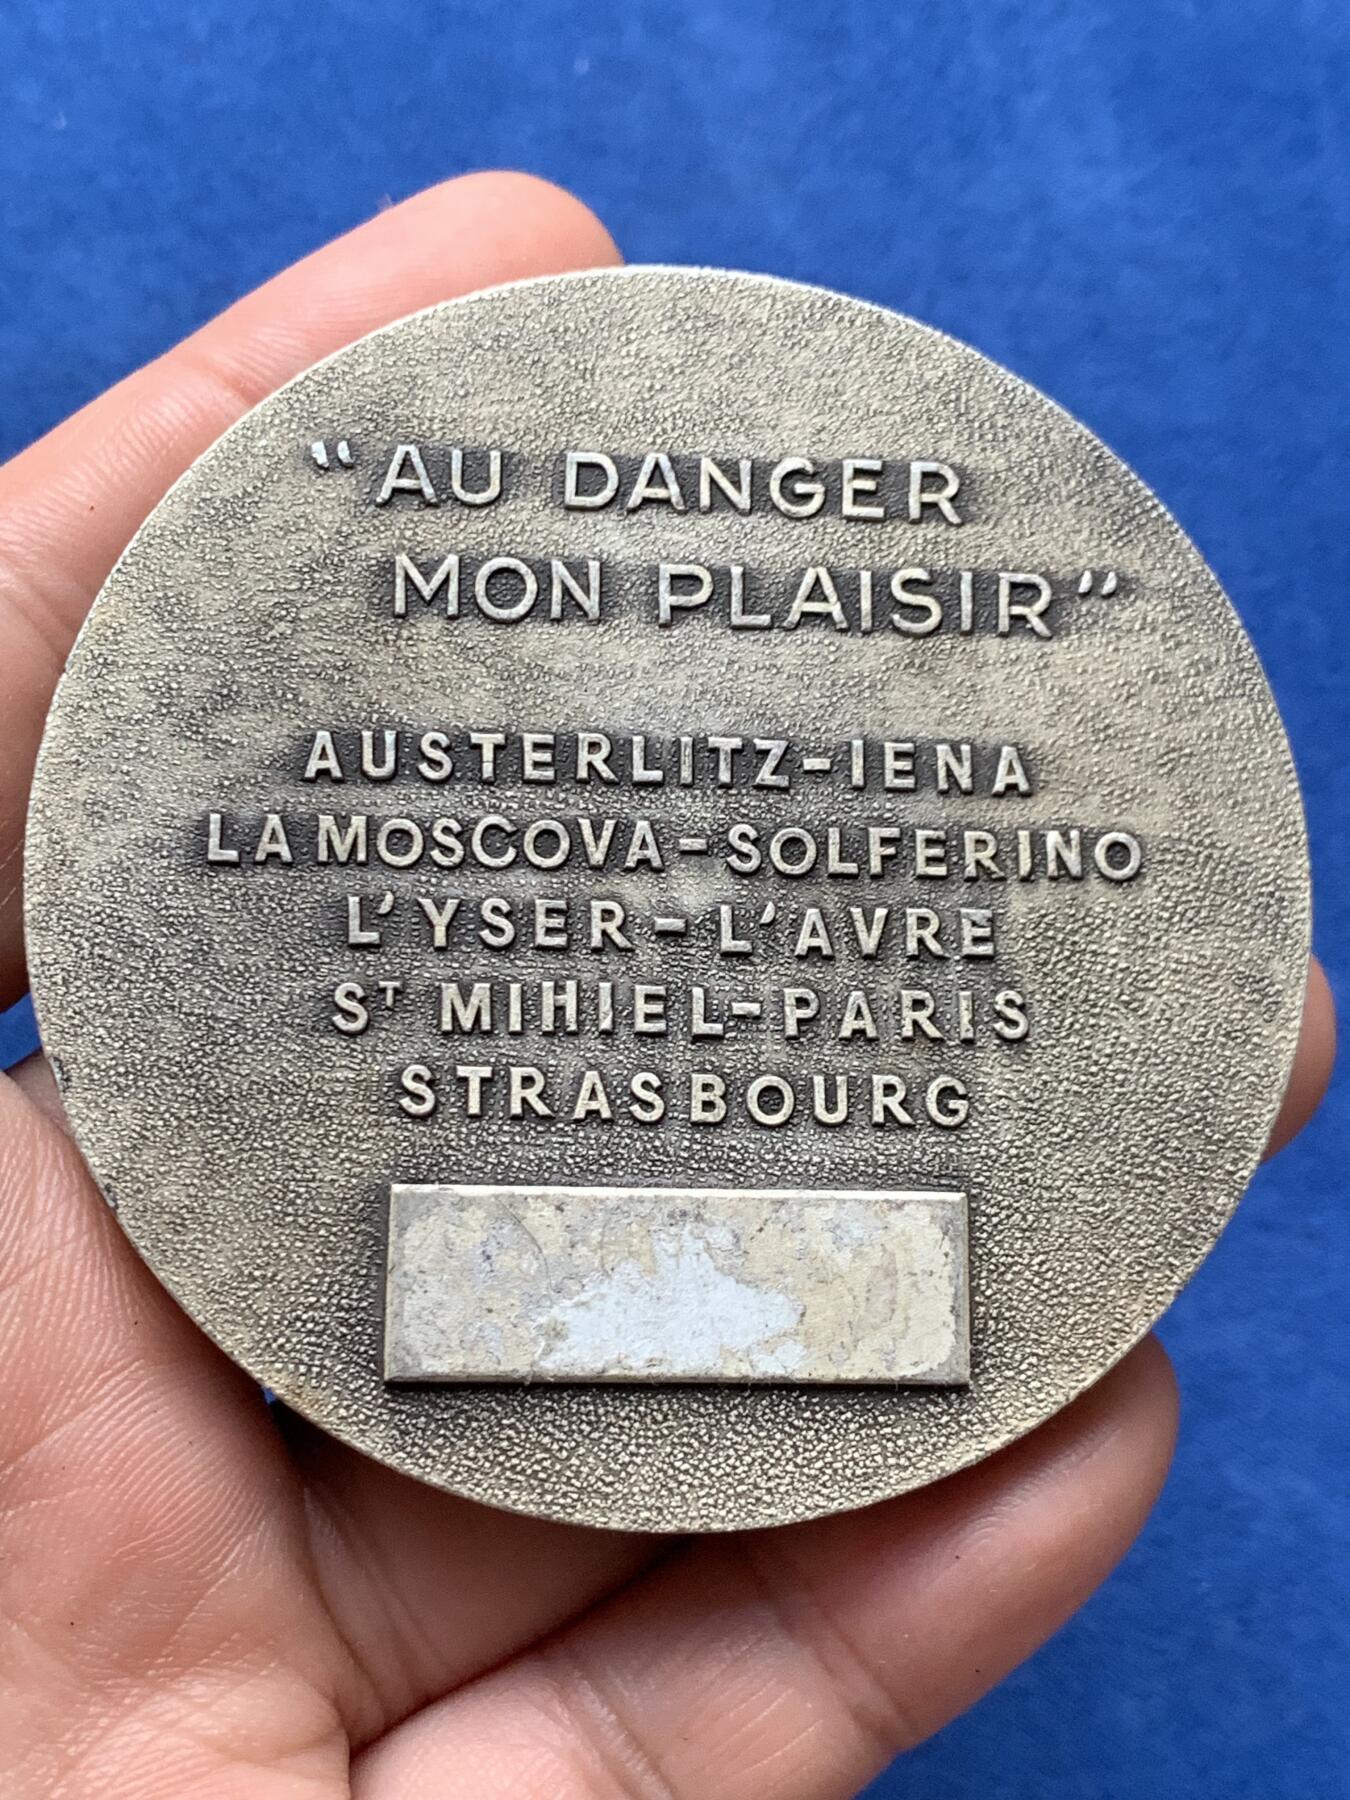 “AU DANGER
MON PLAISIR”
AUSTERLITZ-IENA
LA MOSCOVA-SOLFERINO
L'YSER-L'AVRE
ST MIHIEL-PARIS
STRASBOURG